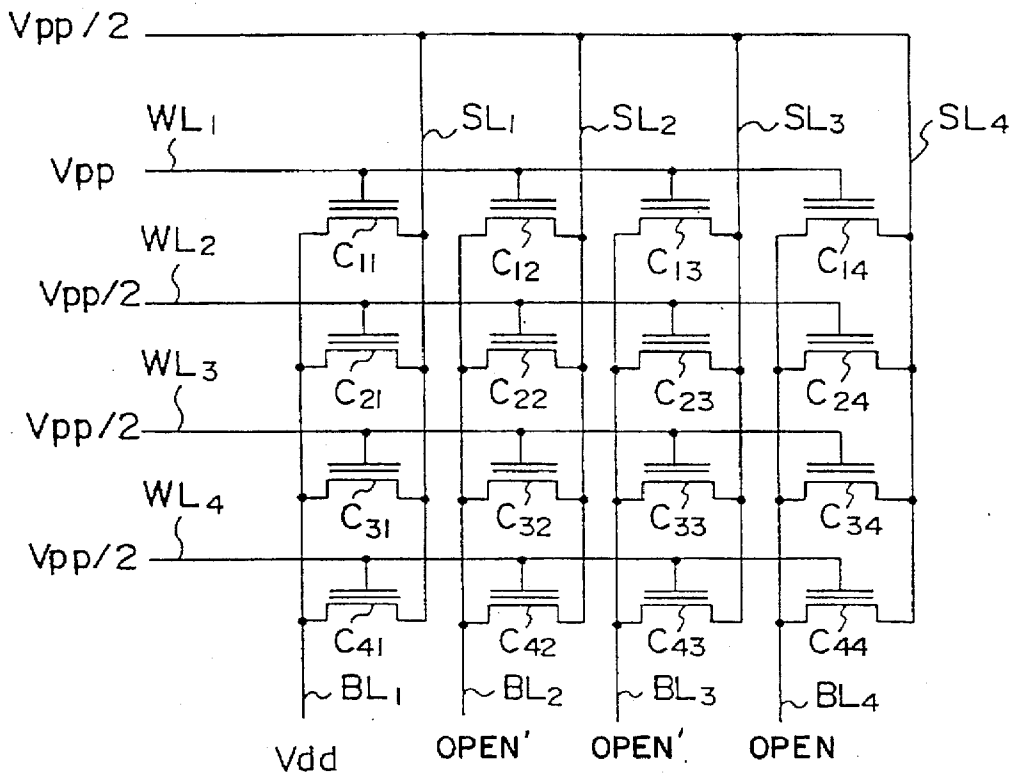 Vpp/2
WL1 SL1 SL2 SL3 SL4
Vpp
WL2 C11 C12 C13 C14
Vpp/2
WL3 C21 C22 C23 C24
Vpp/2
WL4 C31 C32 C33 C34
Vpp/2
C41 C42 C43 C44
BL1 BL2 BL3 BL4
Vdd OPEN' OPEN' OPEN